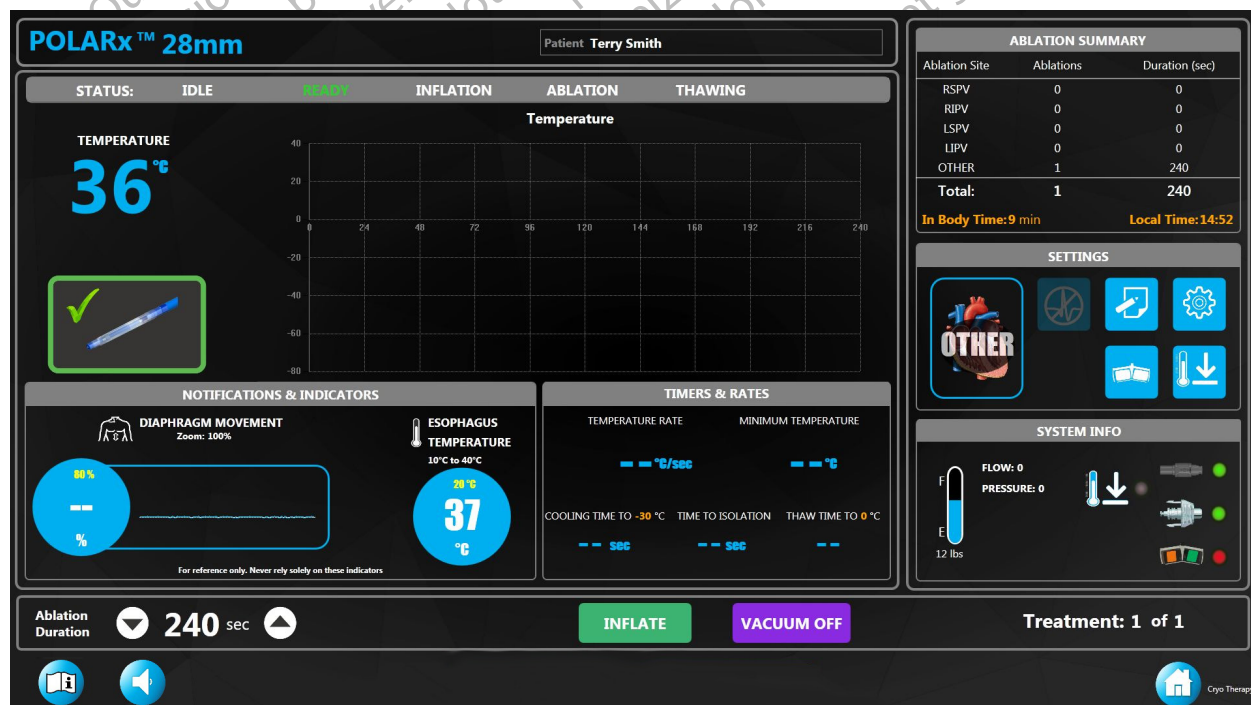 POLARx™ 28mm
Patient Terry Smith
STATUS: IDLE READY INFLATION ABLATION THAWING
TEMPERATURE
36°C
Temperature
40
20
0
0 24 48 72 96 120 144 168 192 216 240
-20
-40
-60
-80
NOTIFICATIONS & INDICATORS
DIAPHRAGM MOVEMENT
Zoom: 100%
80 %
--
%
For reference only. Never rely solely on these indicators
ESOPHAGUS
TEMPERATURE
10°C to 40°C
20 °C
37
°C
TIMERS & RATES
TEMPERATURE RATE MINIMUM TEMPERATURE
-- °C/sec -- °C
COOLING TIME TO -30 °C TIME TO ISOLATION THAW TIME TO 0 °C
-- sec -- sec --
ABLATION SUMMARY
Ablation Site Ablations Duration (sec)
RSPV 0 0
RIPV 0 0
LSPV 0 0
LIPV 0 0
OTHER 1 240
Total: 1 240
In Body Time: 9 min Local Time: 14:52
SETTINGS
OTHER
SYSTEM INFO
F
E
12 lbs
FLOW: 0
PRESSURE: 0
Ablation
Duration
240 sec
INFLATE
VACUUM OFF
Treatment: 1 of 1
Cryo Therapy